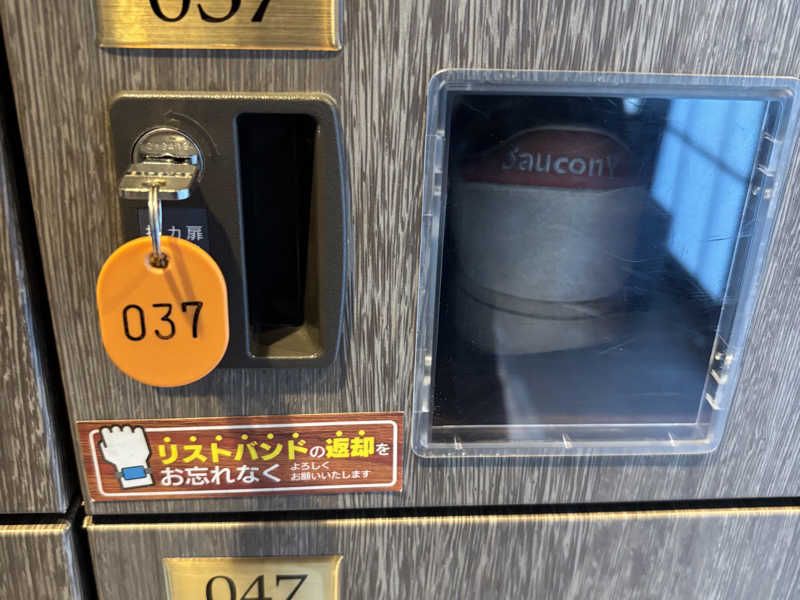 037
saucony
037
リストバンドの返却を
お忘れなく
よろしく
お願いいたします
047